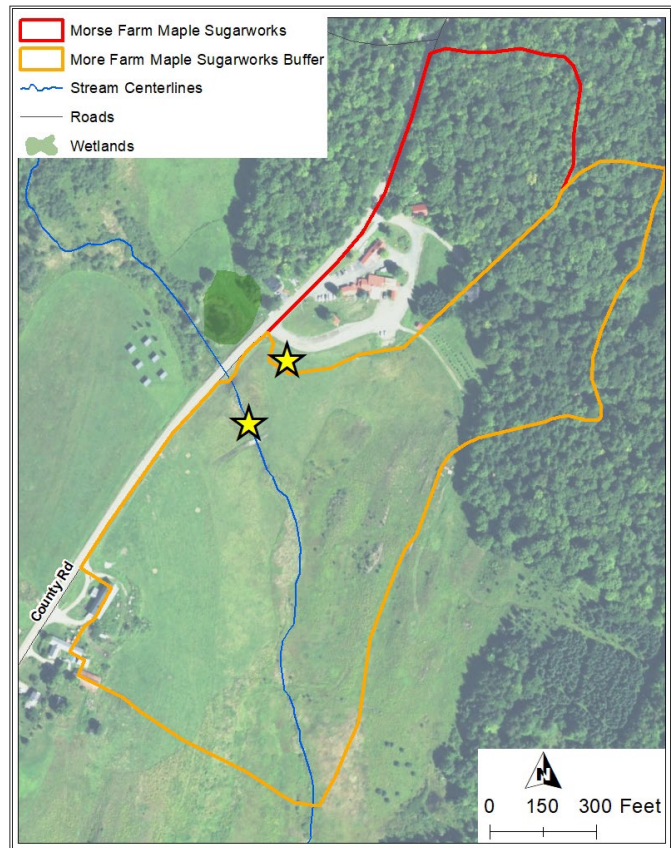 Morse Farm Maple Sugarworks
More Farm Maple Sugarworks Buffer
Stream Centerlines
Roads
Wetlands
County Rd
N
0 150 300 Feet